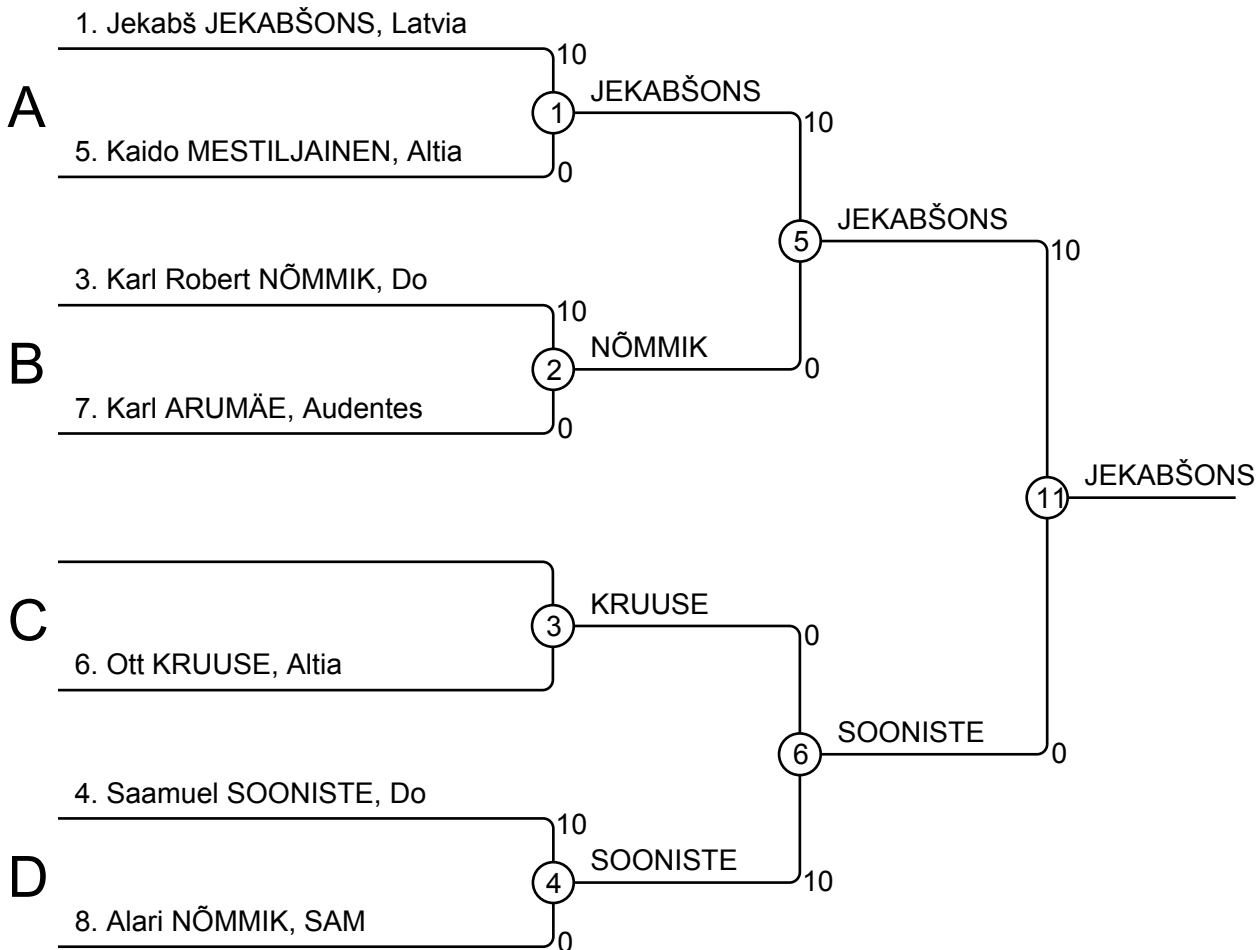 1. Jekabš JEKABŠONS, Latvia
10
A
1
JEKABŠONS
10
5. Kaido MESTILJAINEN, Altia
0
5
JEKABŠONS
10
3. Karl Robert NÕMMIK, Do
10
B
2
NÕMMIK
0
7. Karl ARUMÄE, Audentes
0
11
JEKABŠONS
C
3
KRUUSE
0
6. Ott KRUUSE, Altia
6
SOONISTE
0
4. Saamuel SOONISTE, Do
10
D
4
SOONISTE
10
8. Alari NÕMMIK, SAM
0